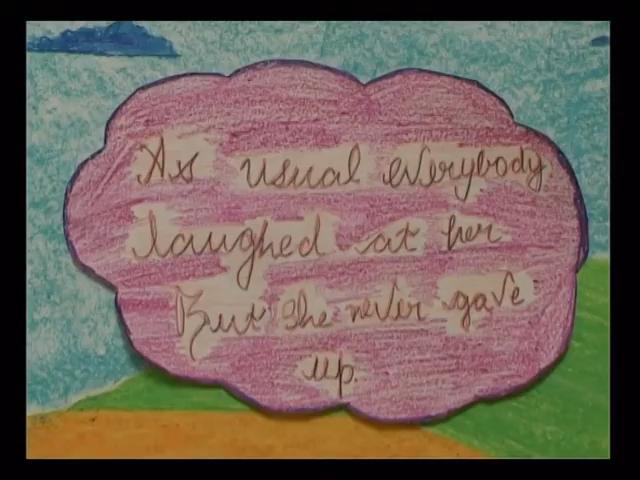 As usual everybody
laughed at her
But she never gave
up.